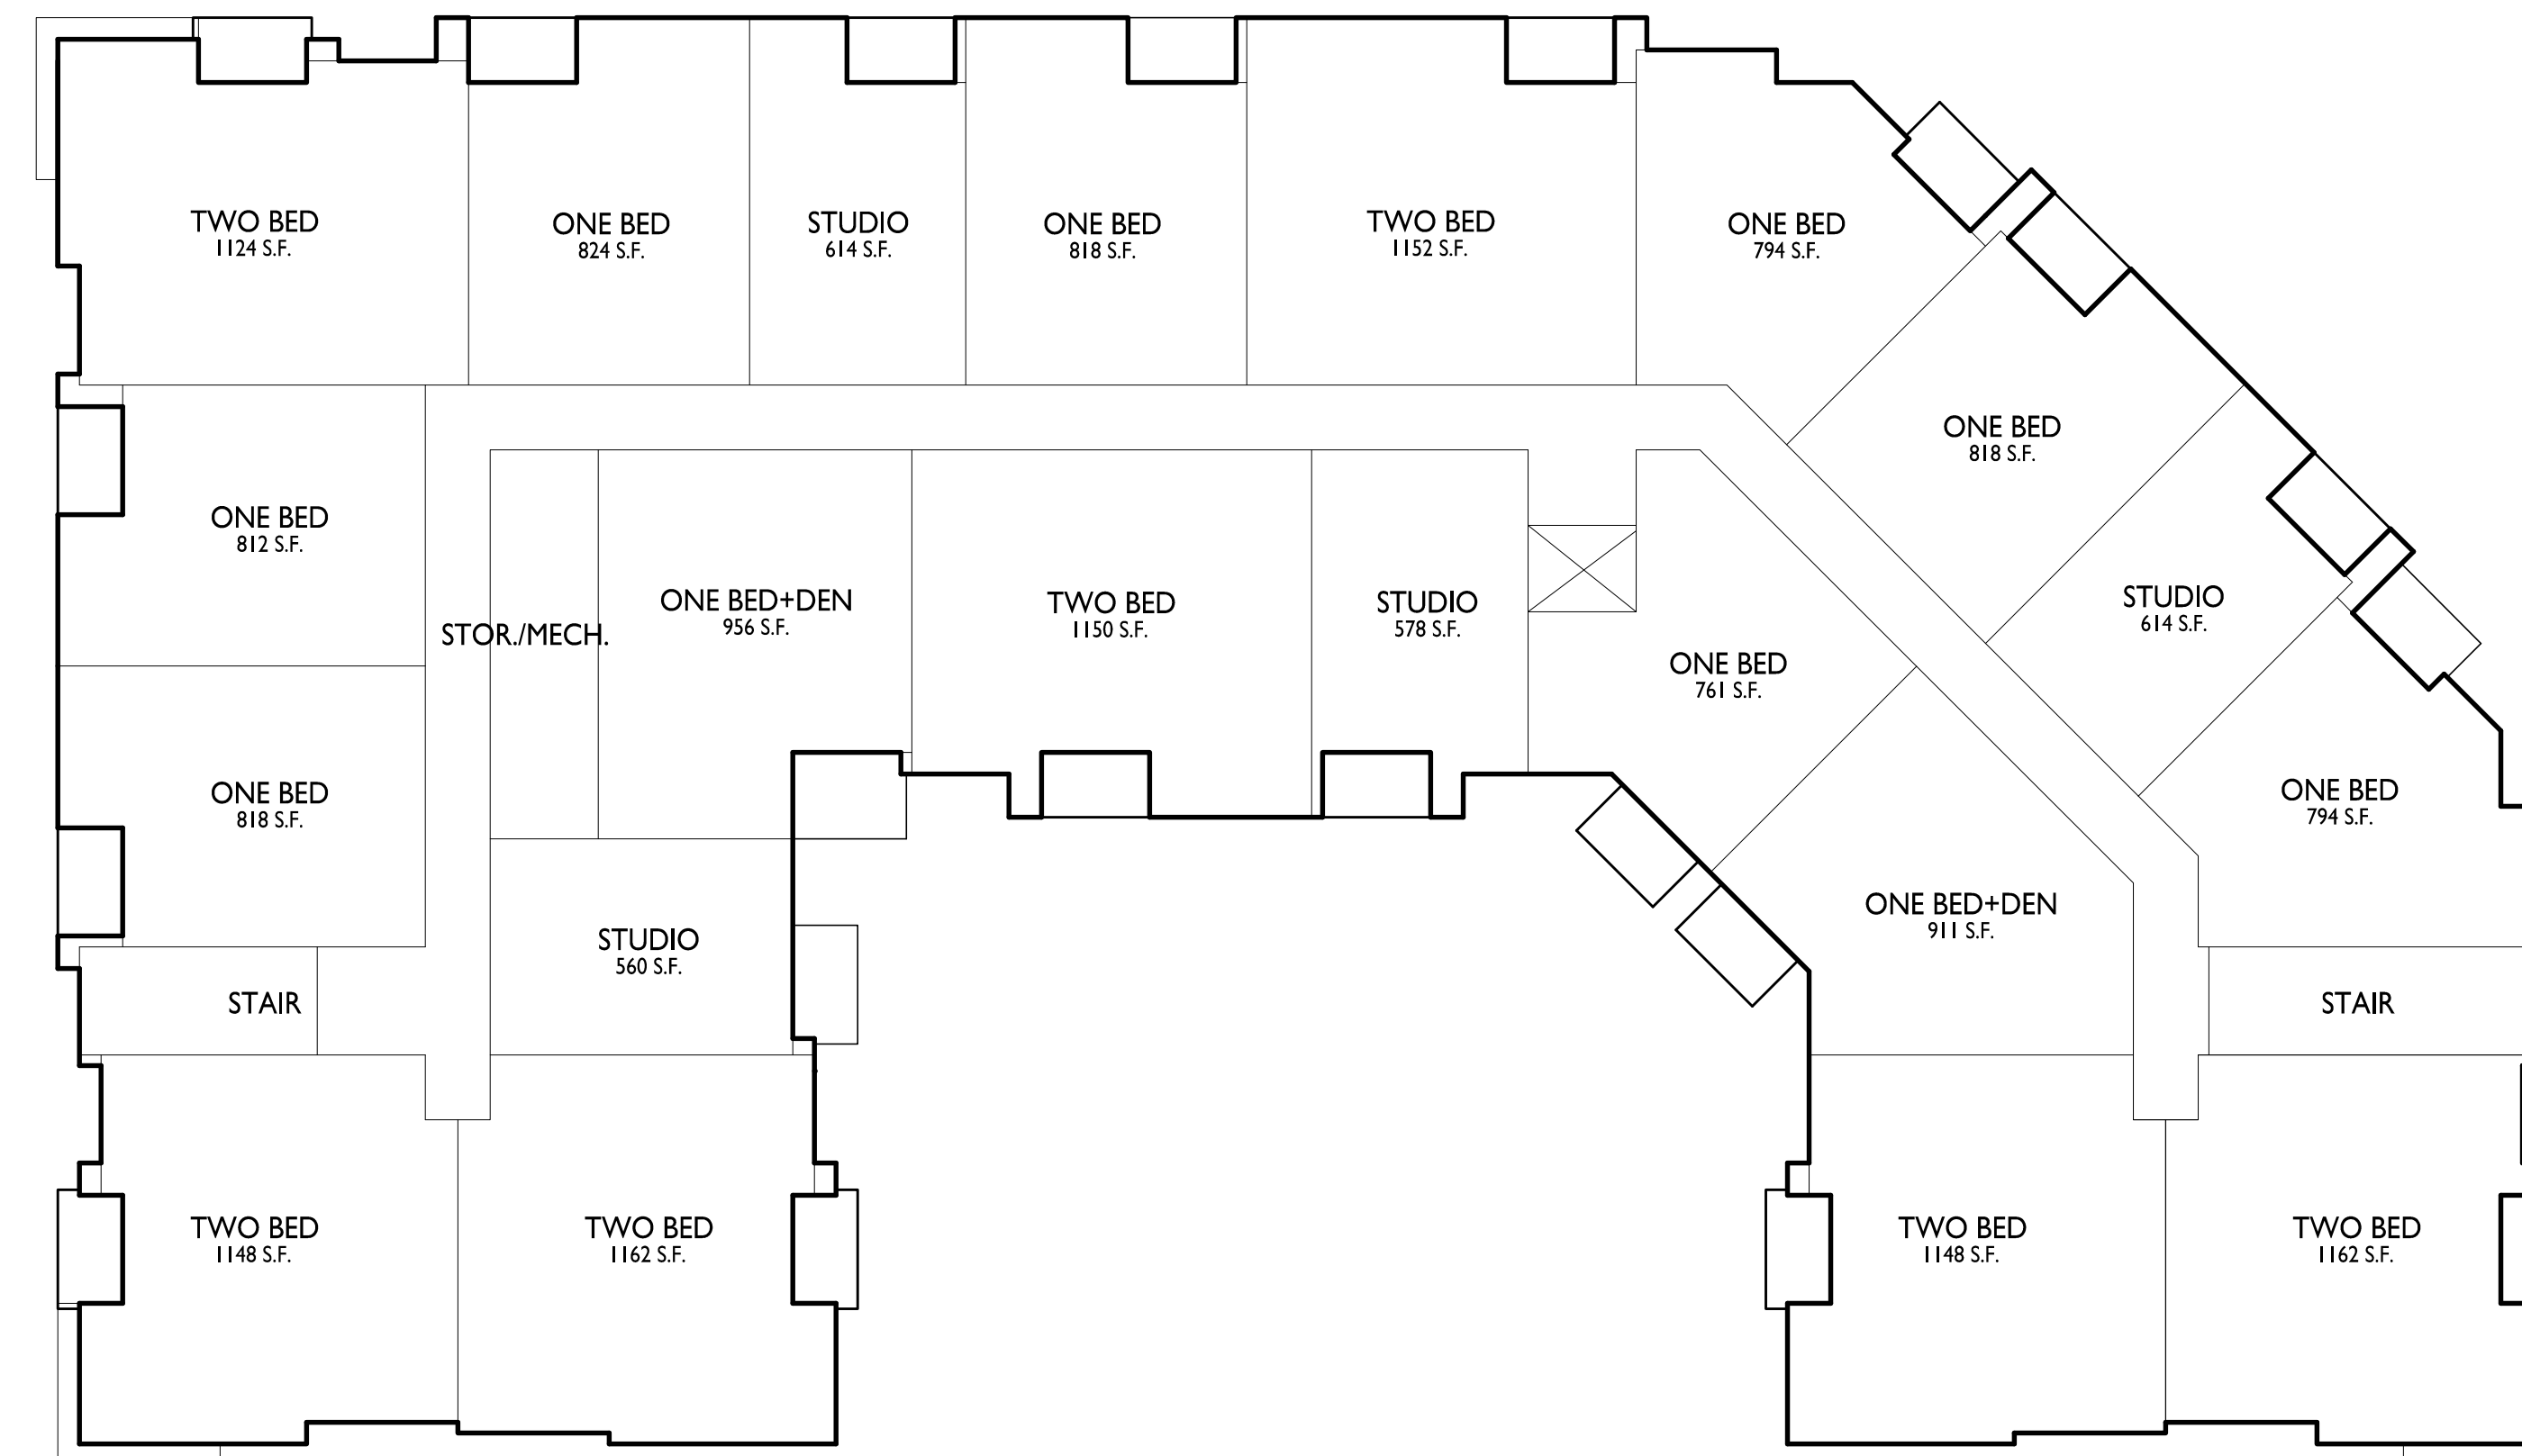 TWO BED
1124 S.F.
ONE BED
824 S.F.
STUDIO
614 S.F.
ONE BED
818 S.F.
TWO BED
1152 S.F.
ONE BED
794 S.F.
ONE BED
818 S.F.
ONE BED
812 S.F.
STOR./MECH.
ONE BED+DEN
956 S.F.
TWO BED
1150 S.F.
STUDIO
578 S.F.
STUDIO
614 S.F.
ONE BED
761 S.F.
ONE BED
818 S.F.
ONE BED
794 S.F.
STUDIO
560 S.F.
ONE BED+DEN
911 S.F.
STAIR
STAIR
TWO BED
1148 S.F.
TWO BED
1162 S.F.
TWO BED
1148 S.F.
TWO BED
1162 S.F.